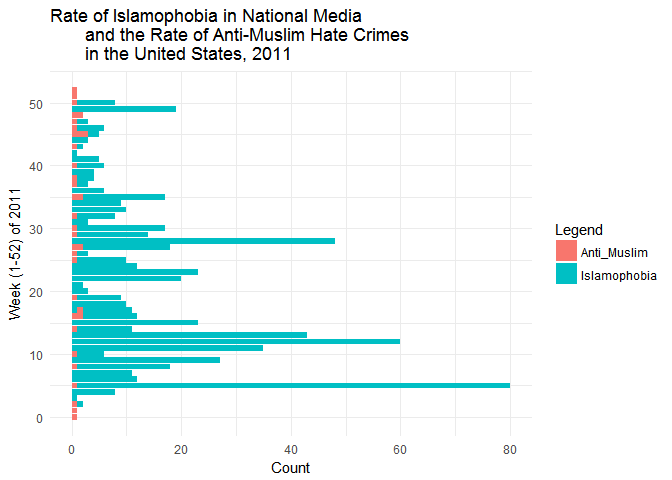 Rate of Islamophobia in National Media
and the Rate of Anti-Muslim Hate Crimes
in the United States, 2011
Week (1-52) of 2011
50
40
30
20
10
0
0 20 40 60 80
Count
Legend
Anti_Muslim
Islamophobia